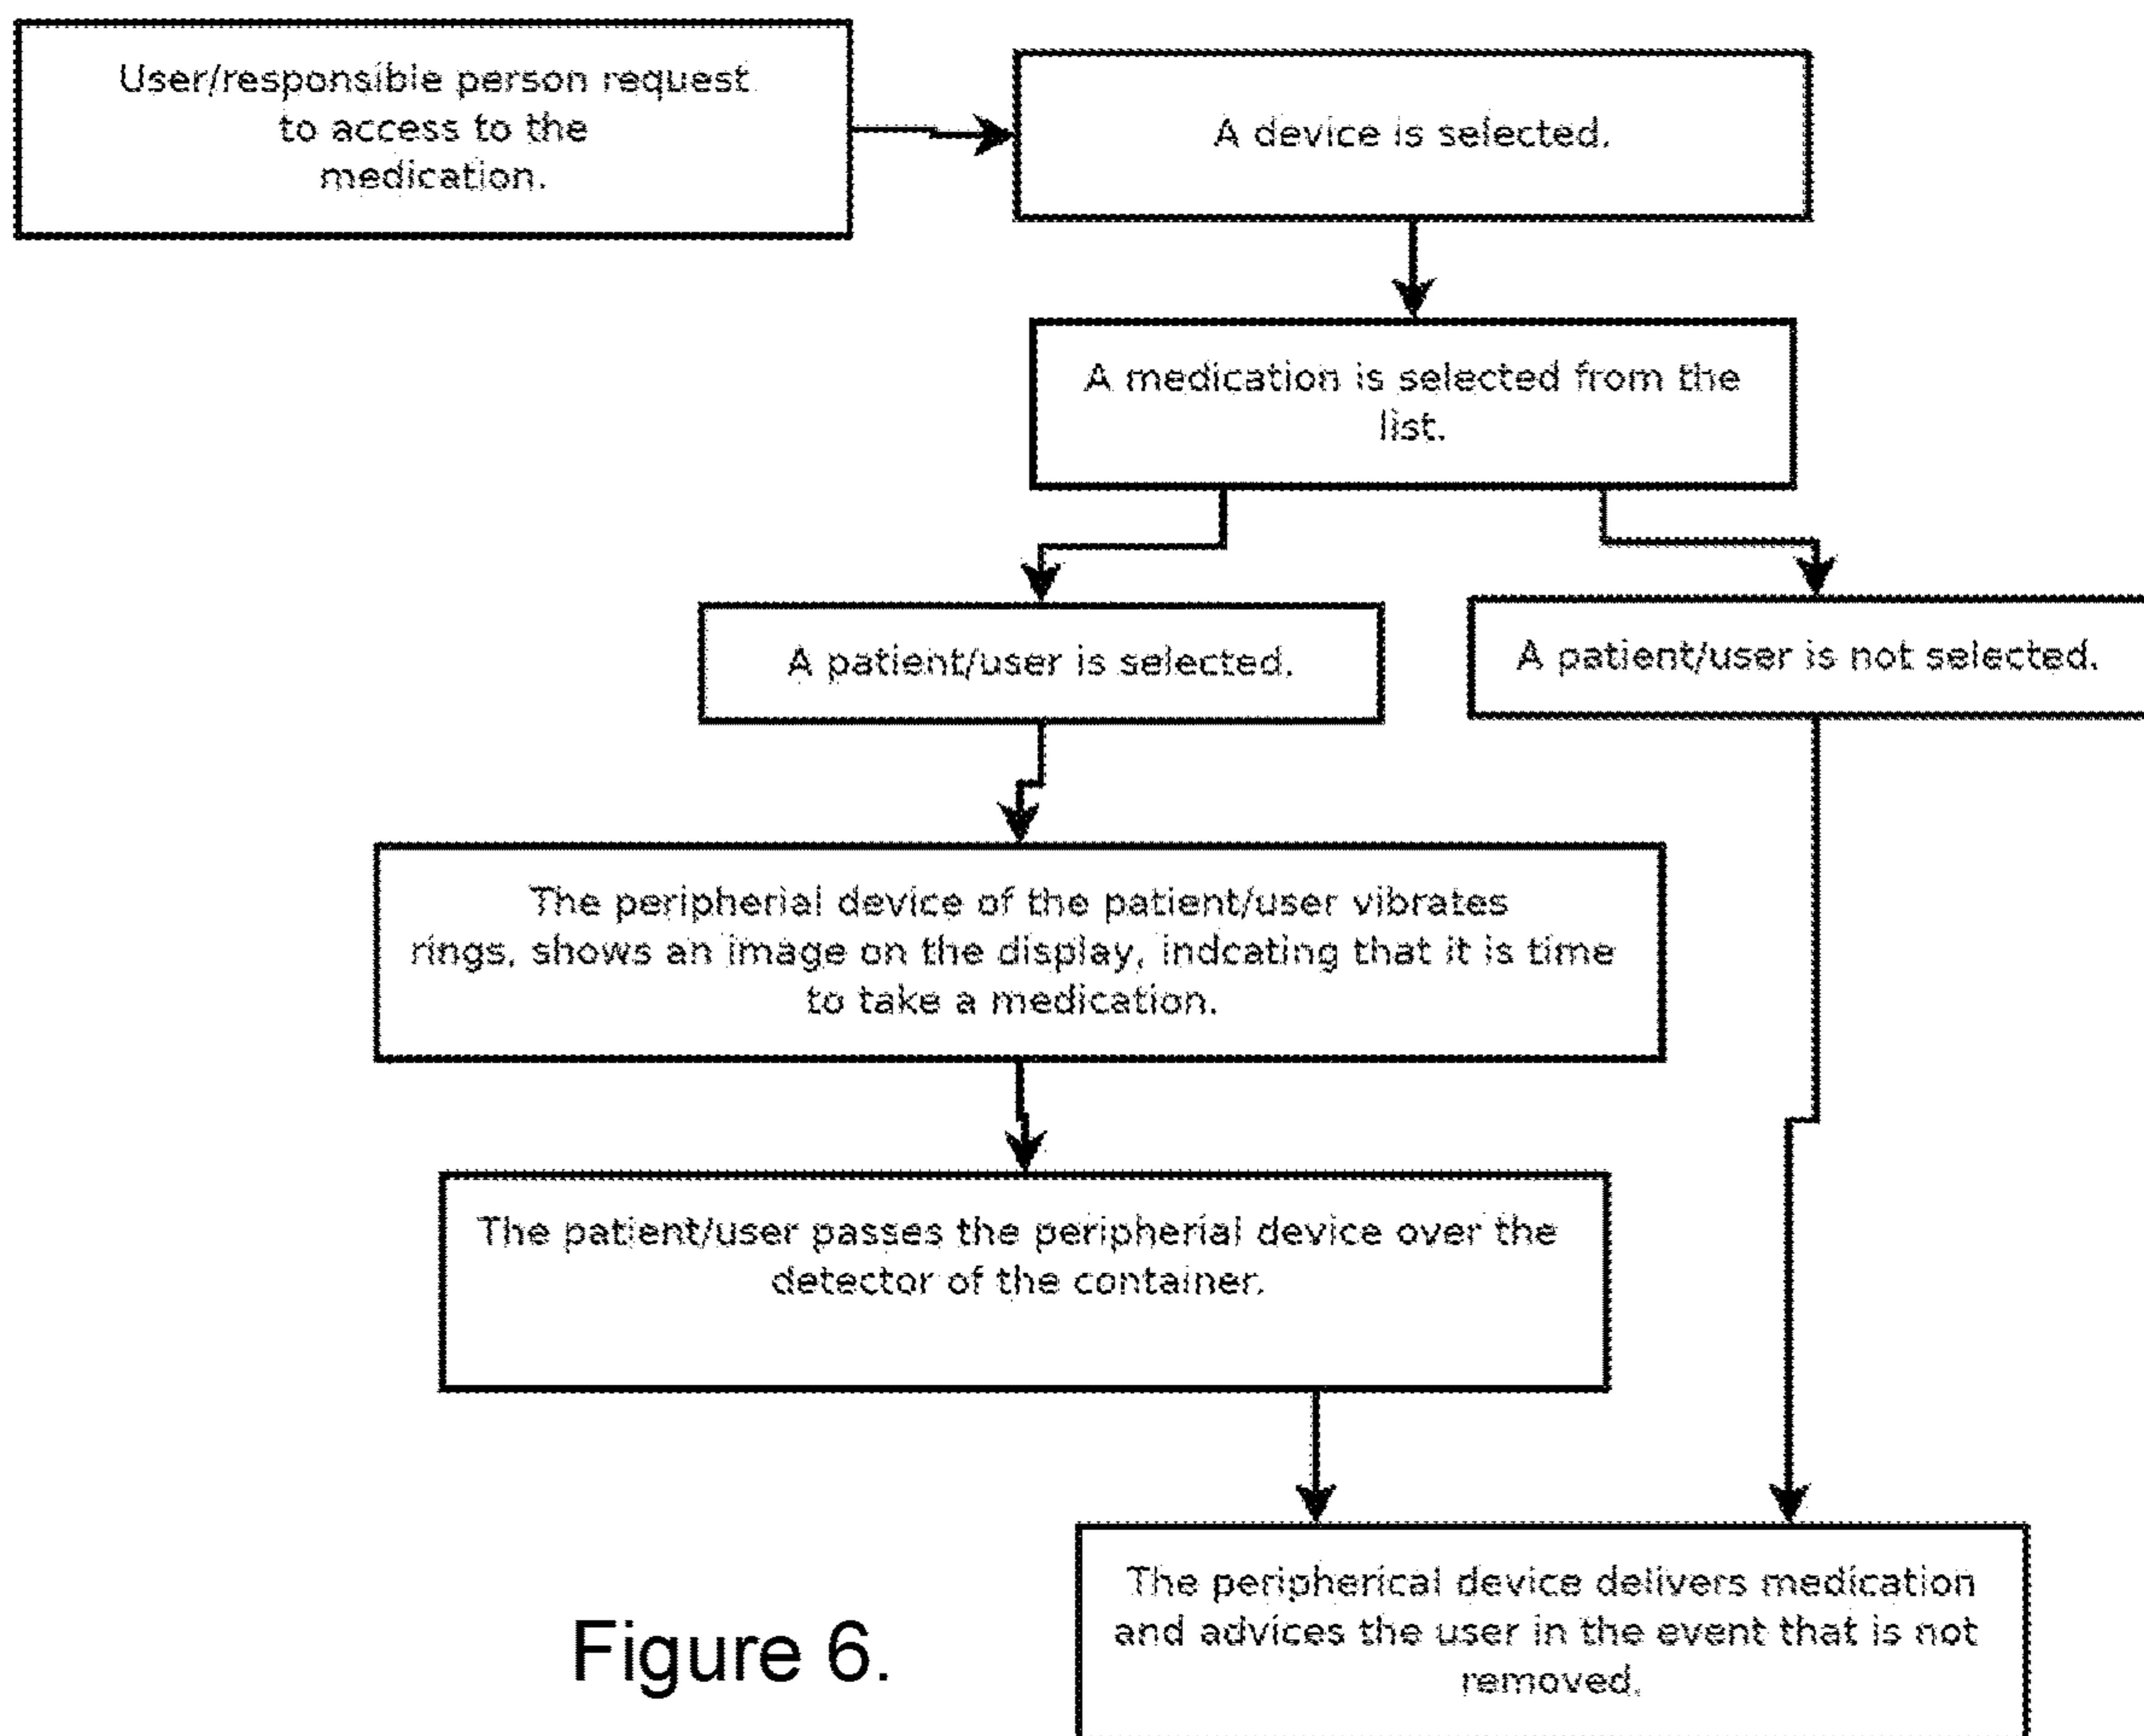 User/responsible person request
to access to the
medication.
A device is selected.
A medication is selected from the
list.
A patient/user is selected.
A patient/user is not selected.
The peripherial device of the patient/user vibrates
rings, shows an image on the display, indcating that it is time
to take a medication.
The patient/user passes the peripherial device over the
detector of the container.
The peripherical device delivers medication
and advices the user in the event that is not
removed.
Figure 6.